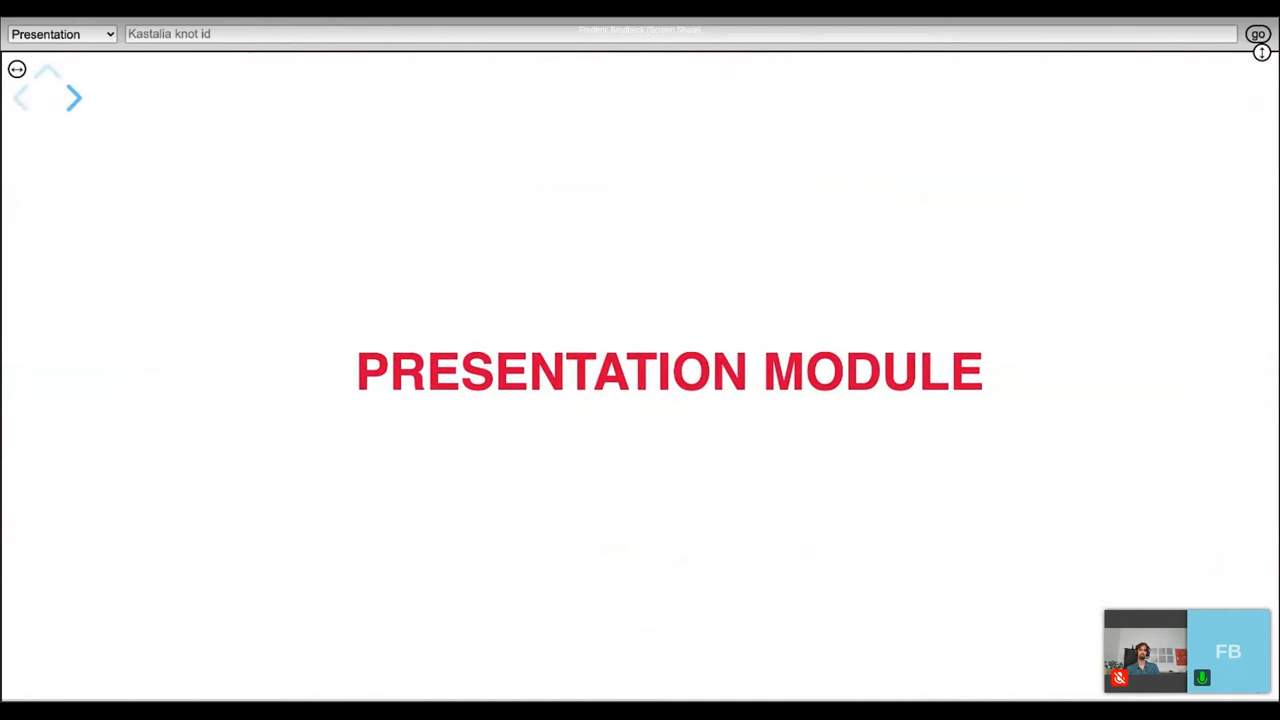 Presentation
Kastalia knot id
go
PRESENTATION MODULE
FB